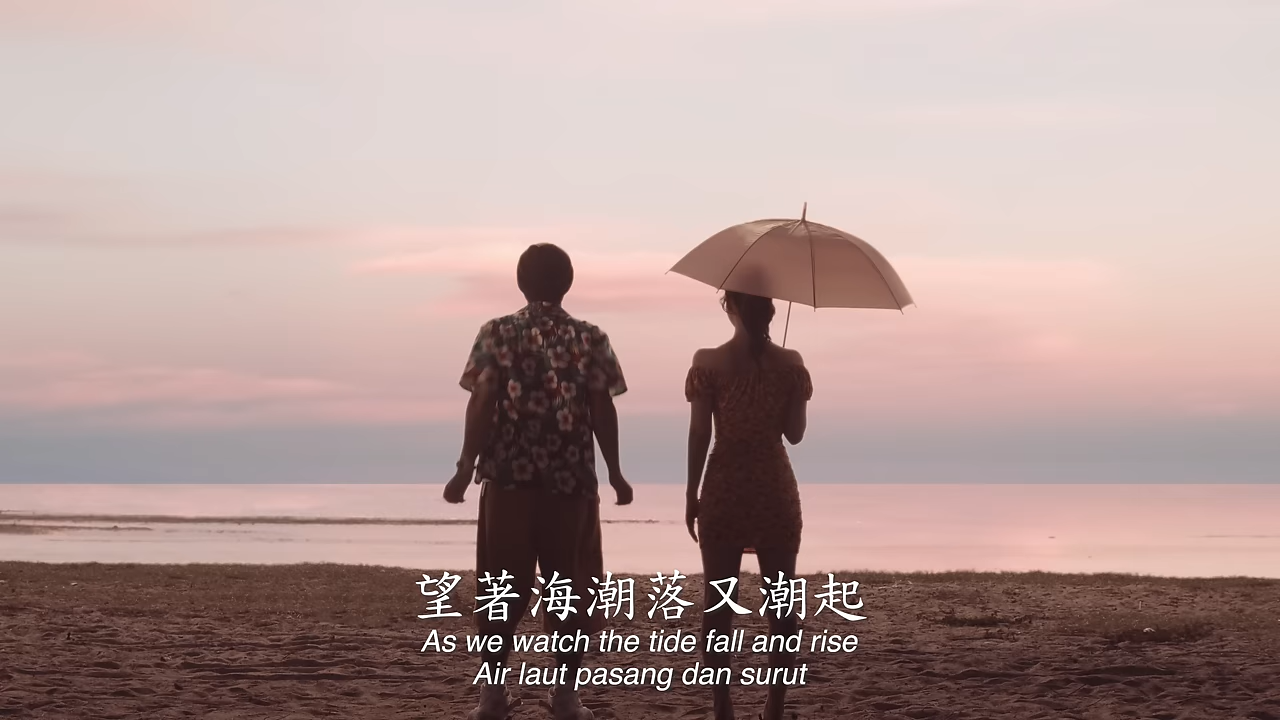 望著海潮落又潮起
As we watch the tide fall and rise
Air laut pasang dan surut